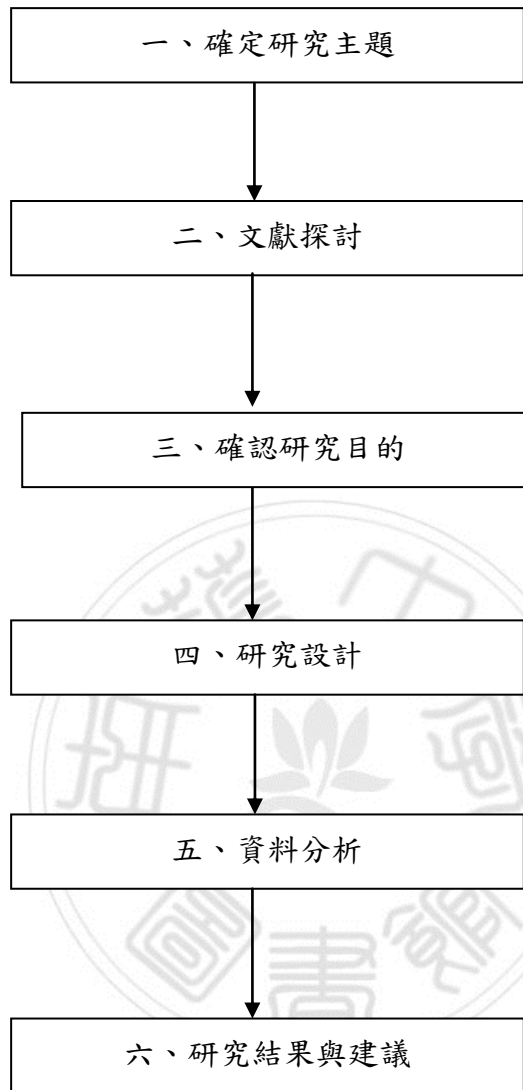 一、確定研究主題
二、文獻探討
三、確認研究目的
四、研究設計
五、資料分析
六、研究結果與建議